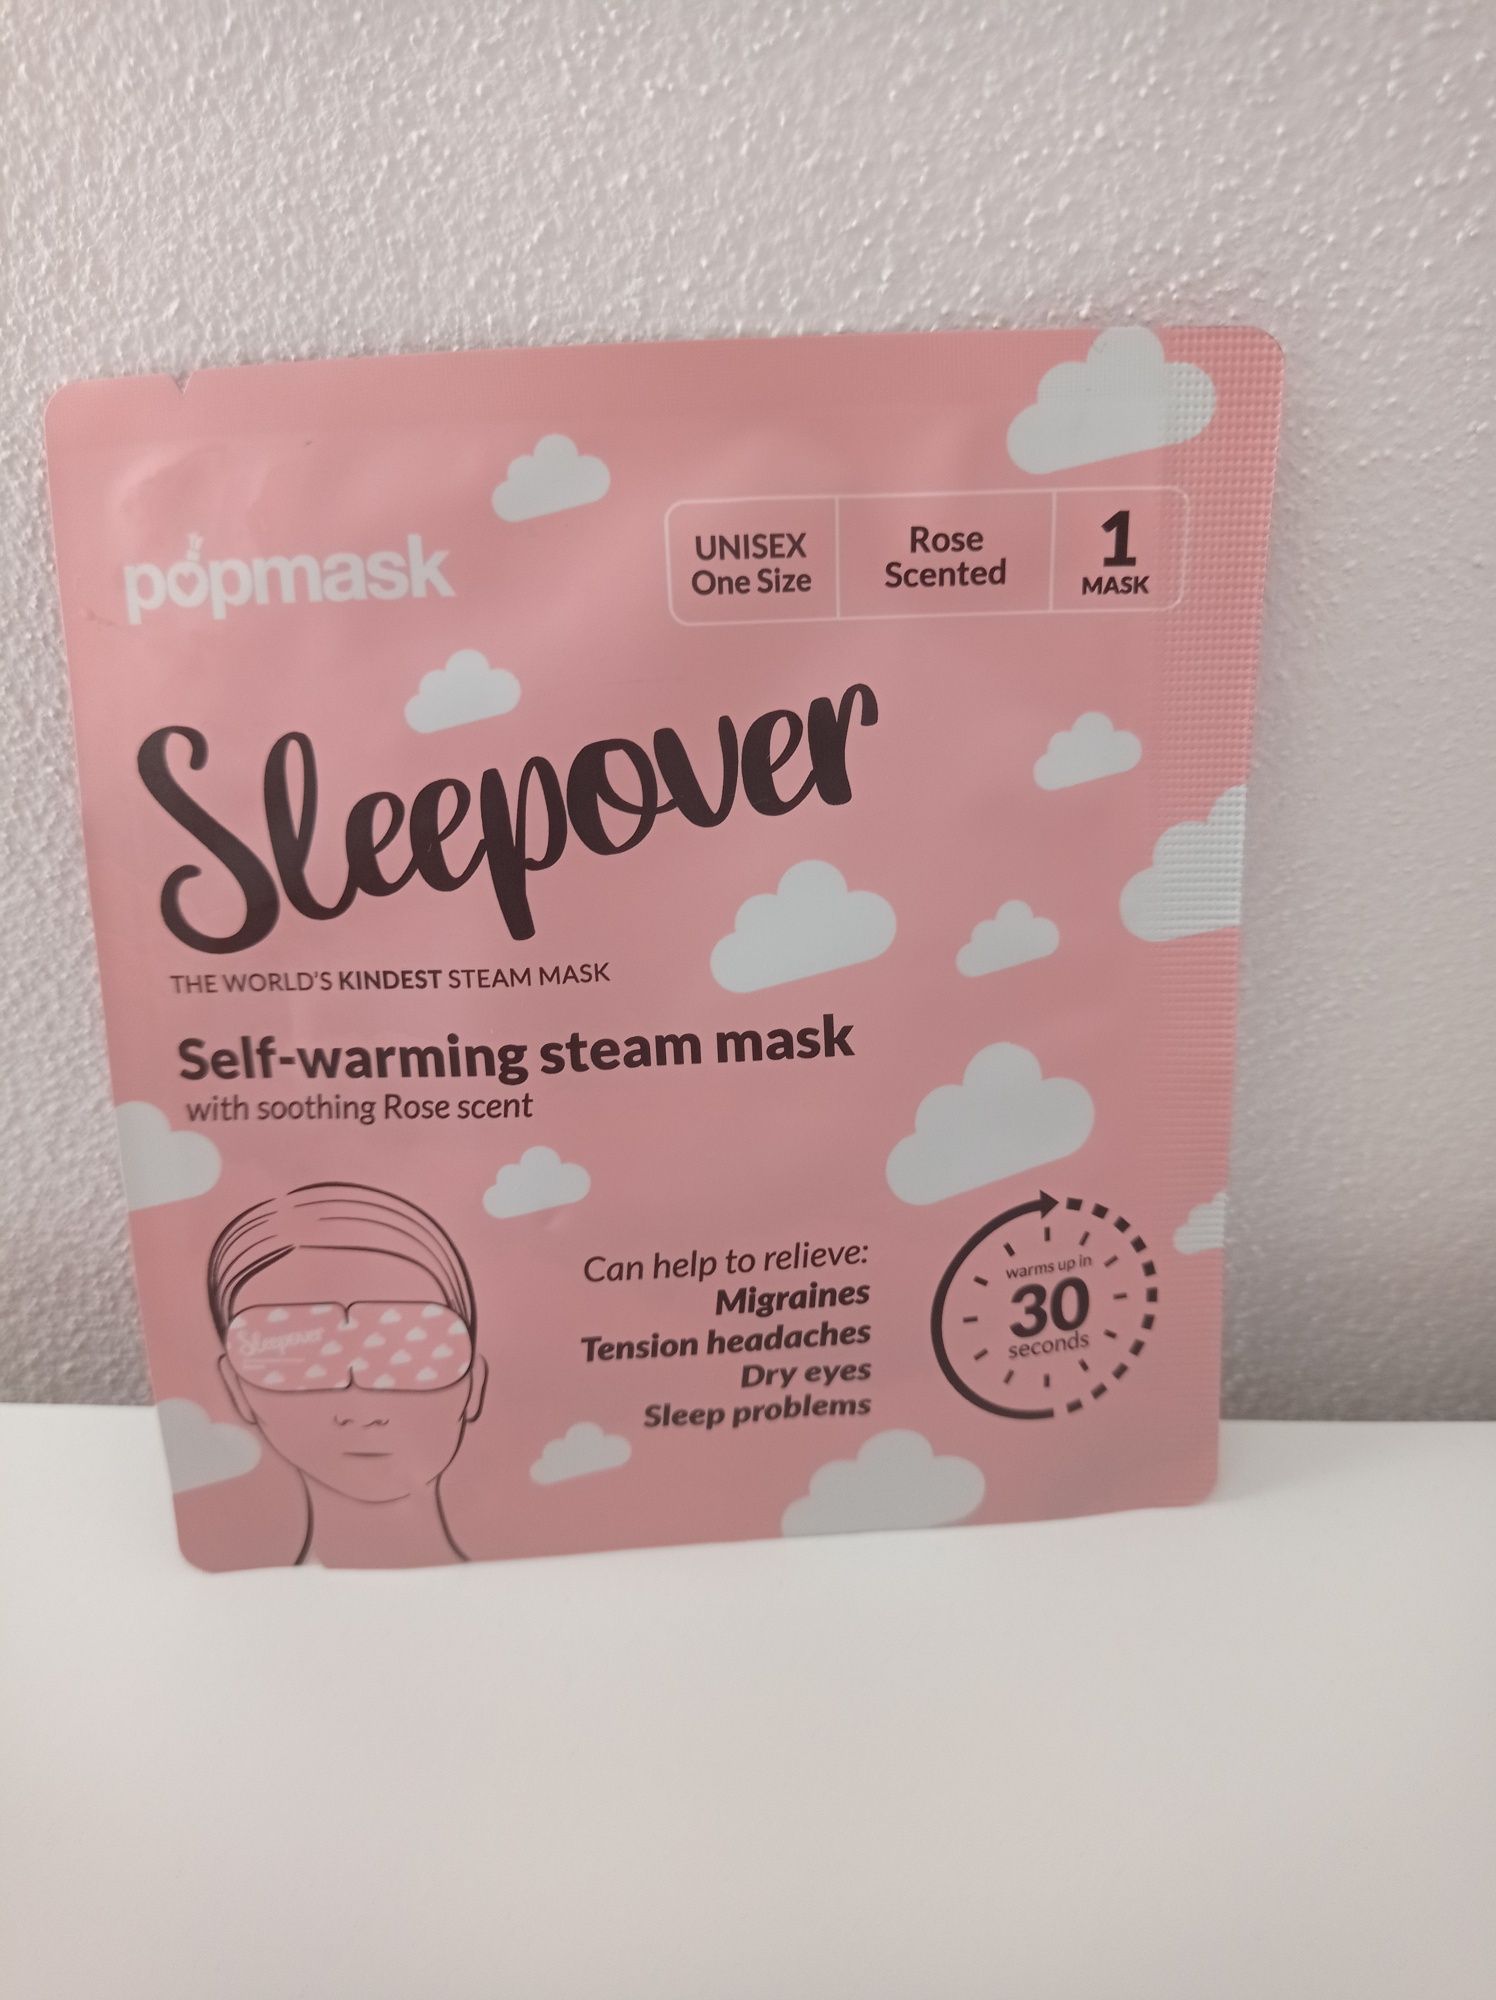 popmask
UNISEX
One Size
Rose
Scented
1
MASK
Sleepover
THE WORLD'S KINDEST STEAM MASK
Self-warming steam mask
with soothing Rose scent
Can help to relieve:
Migraines
Tension headaches
Dry eyes
Sleep problems
warms up in
30
seconds
Sleepover